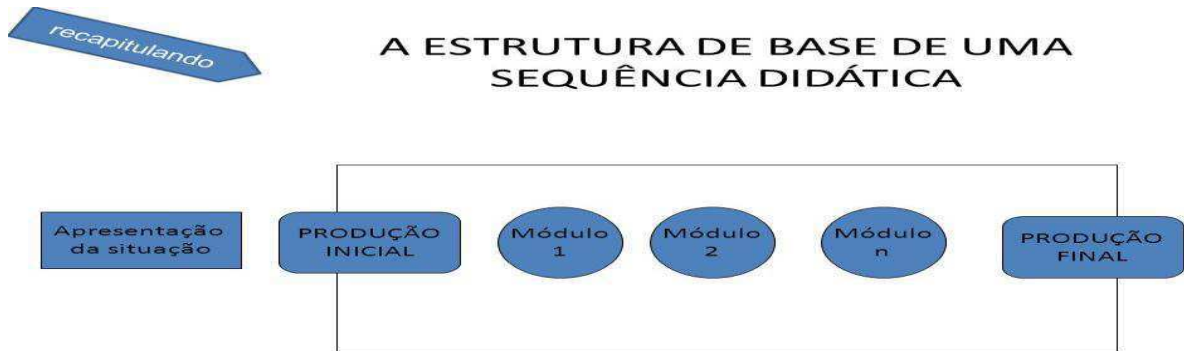 recapitulando
A ESTRUTURA DE BASE DE UMA
SEQUÊNCIA DIDÁTICA
Apresentação
da situação
PRODUÇÃO
INICIAL
Módulo
1
Módulo
2
Módulo
n
PRODUÇÃO
FINAL